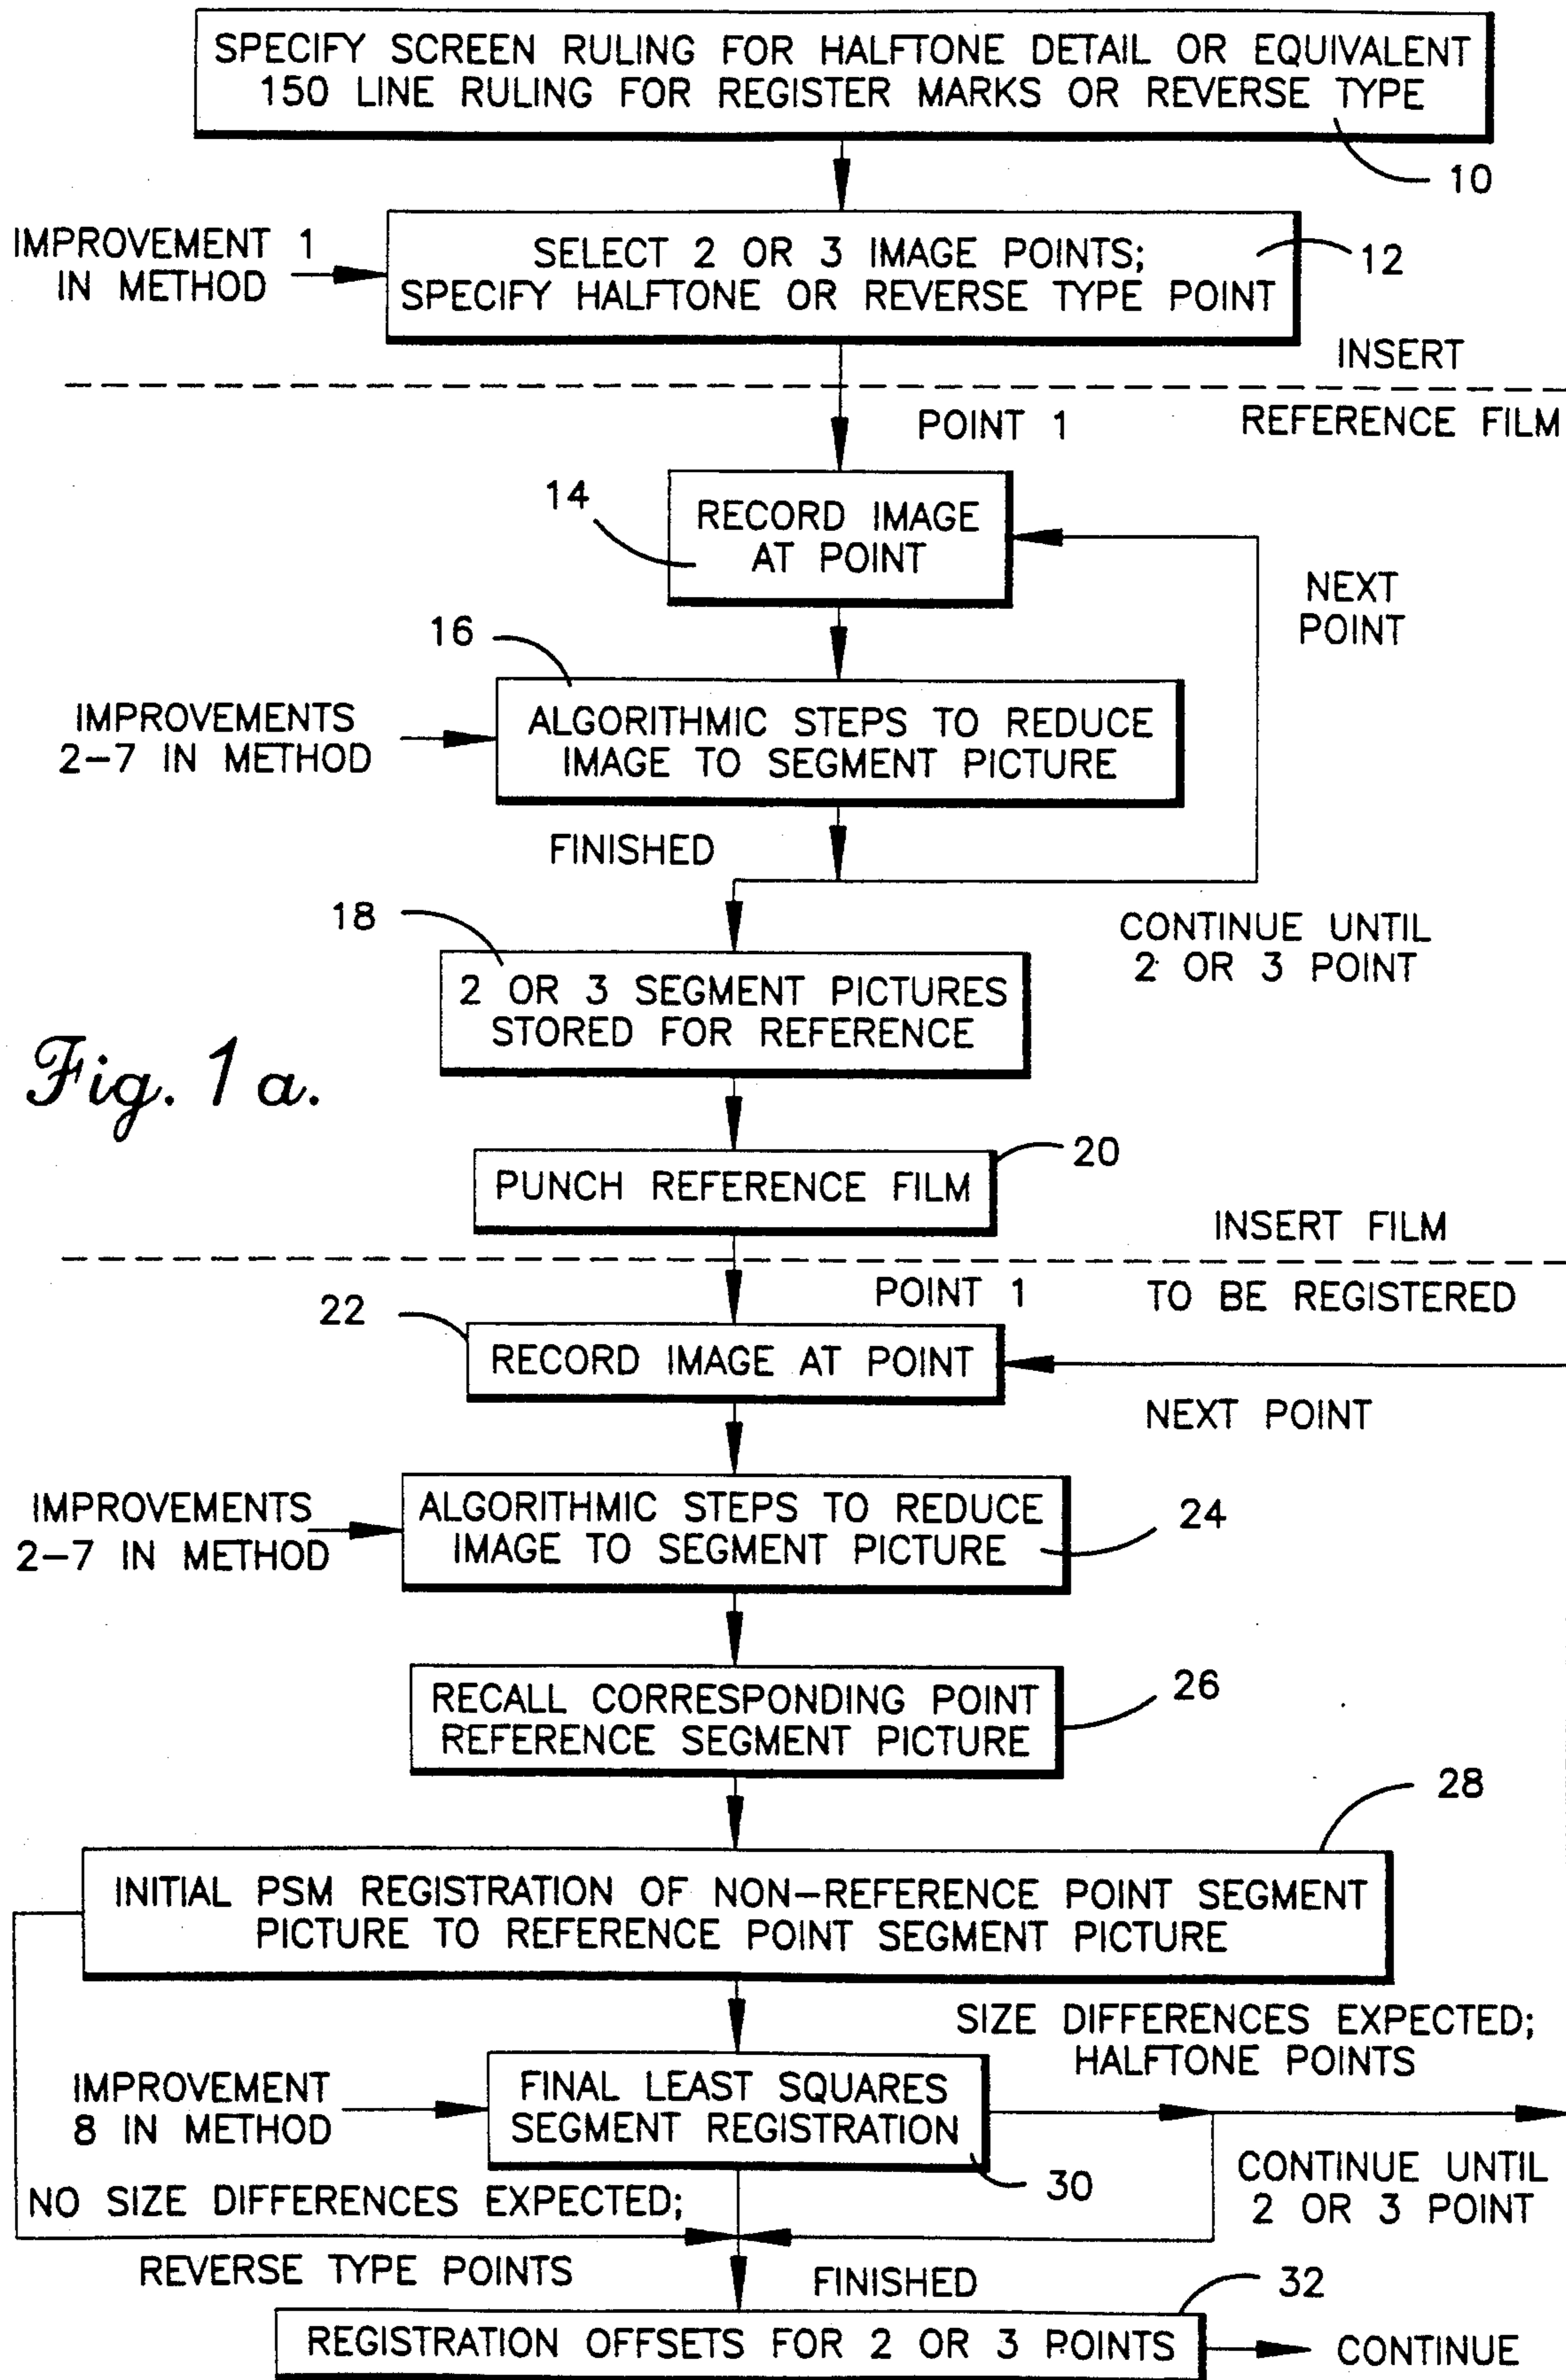 SPECIFY SCREEN RULING FOR HALFTONE DETAIL OR EQUIVALENT
150 LINE RULING FOR REGISTER MARKS OR REVERSE TYPE
10
IMPROVEMENT 1
IN METHOD
SELECT 2 OR 3 IMAGE POINTS;
SPECIFY HALFTONE OR REVERSE TYPE POINT
12
INSERT
REFERENCE FILM
POINT 1
14
RECORD IMAGE
AT POINT
NEXT
POINT
16
IMPROVEMENTS
2-7 IN METHOD
ALGORITHMIC STEPS TO REDUCE
IMAGE TO SEGMENT PICTURE
FINISHED
CONTINUE UNTIL
2 OR 3 POINT
18
2 OR 3 SEGMENT PICTURES
STORED FOR REFERENCE
Fig. 1a.
PUNCH REFERENCE FILM
20
INSERT FILM
TO BE REGISTERED
POINT 1
22
RECORD IMAGE AT POINT
NEXT POINT
IMPROVEMENTS
2-7 IN METHOD
ALGORITHMIC STEPS TO REDUCE
IMAGE TO SEGMENT PICTURE
24
RECALL CORRESPONDING POINT
REFERENCE SEGMENT PICTURE
26
28
INITIAL PSM REGISTRATION OF NON-REFERENCE POINT SEGMENT
PICTURE TO REFERENCE POINT SEGMENT PICTURE
SIZE DIFFERENCES EXPECTED;
HALFTONE POINTS
IMPROVEMENT
8 IN METHOD
FINAL LEAST SQUARES
SEGMENT REGISTRATION
30
CONTINUE UNTIL
2 OR 3 POINT
NO SIZE DIFFERENCES EXPECTED;
REVERSE TYPE POINTS
FINISHED
32
REGISTRATION OFFSETS FOR 2 OR 3 POINTS
CONTINUE